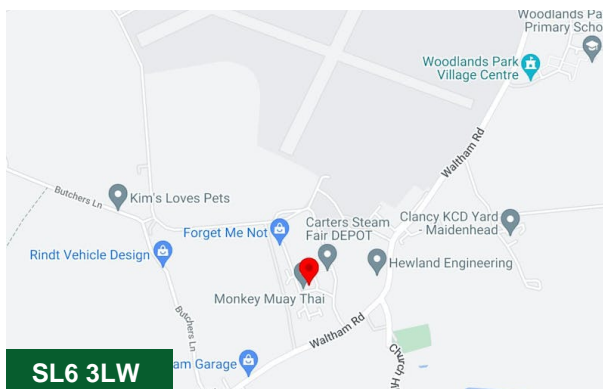 Woodlands Pa
Primary Scho
Woodlands Park
Village Centre
Waltham Rd
Butchers Ln
Kim's Loves Pets
Forget Me Not
Carters Steam
Fair DEPOT
Clancy KCD Yard
- Maidenhead
Rindt Vehicle Design
Hewland Engineering
Monkey Muay Thai
Butchers Ln
Waltham Rd
Church H
am Garage
SL6 3LW